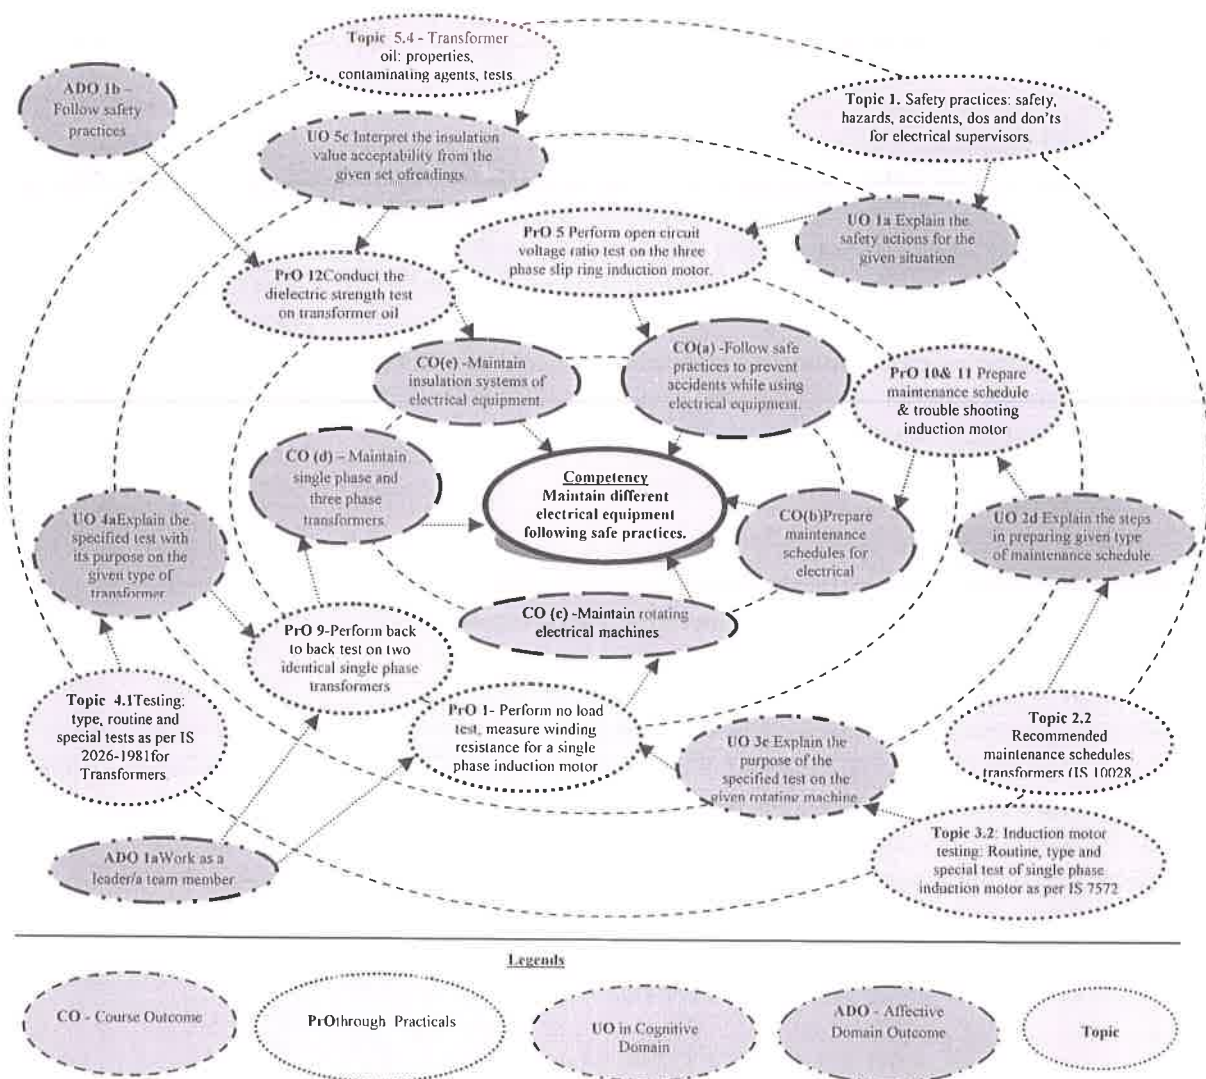 Topic 5.4 - Transformer
oil: properties,
contaminating agents, tests
ADO 1b –
Follow safety
practices
Topic 1. Safety practices: safety,
hazards, accidents, dos and don'ts
for electrical supervisors
UO 5c Interpret the insulation
value acceptability from the
given set ofreadings
UO 1a Explain the
safety actions for the
given situation
PrO 5 Perform open circuit
voltage ratio test on the three
phase slip ring induction motor.
PrO 12Conduct the
dielectric strength test
on transformer oil
CO(e) -Maintain
insulation systems of
electrical equipment.
CO(a) -Follow safe
practices to prevent
accidents while using
electrical equipment.
PrO 10& 11 Prepare
maintenance schedule
& trouble shooting
induction motor
CO (d) – Maintain
single phase and
three phase
transformers
Competency
Maintain different
electrical equipment
following safe practices.
CO(b)Prepare
maintenance
schedules for
electrical
UO 2d Explain the steps
in preparing given type
of maintenance schedule.
UO 4aExplain the
specified test with
its purpose on the
given type of
transformer
CO (c) -Maintain rotating
electrical machines
PrO 9-Perform back
to back test on two
identical single phase
transformers
Topic 4.1Testing:
type, routine and
special tests as per IS
2026-1981for
Transformers
PrO 1- Perform no load
test, measure winding
resistance for a single
phase induction motor
UO 3c Explain the
purpose of the
specified test on the
given rotating machine
Topic 2.2
Recommended
maintenance schedules
transformers (IS 10028
Topic 3.2: Induction motor
testing: Routine, type and
special test of single phase
induction motor as per IS 7572
ADO 1aWork as a
leader/a team member
Legends
CO - Course Outcome
PrOthrough Practicals
UO in Cognitive
Domain
ADO - Affective
Domain Outcome
Topic